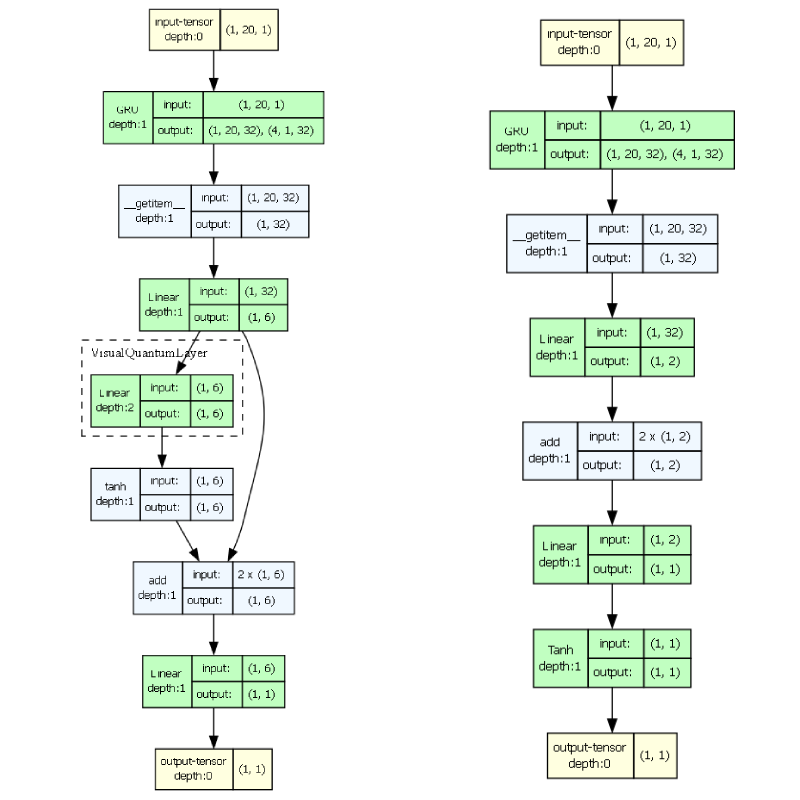 input-tensor
depth:0
(1, 20, 1)
GRU
depth:1
input:
(1, 20, 1)
output:
(1, 20, 32), (4, 1, 32)
__getitem__
depth:1
input:
(1, 20, 32)
output:
(1, 32)
Linear
depth:1
input:
(1, 32)
output:
(1, 6)
VisualQuantumLayer
Linear
depth:2
input:
(1, 6)
output:
(1, 6)
tanh
depth:1
input:
(1, 6)
output:
(1, 6)
add
depth:1
input:
2 x (1, 6)
output:
(1, 6)
Linear
depth:1
input:
(1, 6)
output:
(1, 1)
output-tensor
depth:0
(1, 1)
input-tensor
depth:0
(1, 20, 1)
GRU
depth:1
input:
(1, 20, 1)
output:
(1, 20, 32), (4, 1, 32)
__getitem__
depth:1
input:
(1, 20, 32)
output:
(1, 32)
Linear
depth:1
input:
(1, 32)
output:
(1, 2)
add
depth:1
input:
2 x (1, 2)
output:
(1, 2)
Linear
depth:1
input:
(1, 2)
output:
(1, 1)
Tanh
depth:1
input:
(1, 1)
output:
(1, 1)
output-tensor
depth:0
(1, 1)